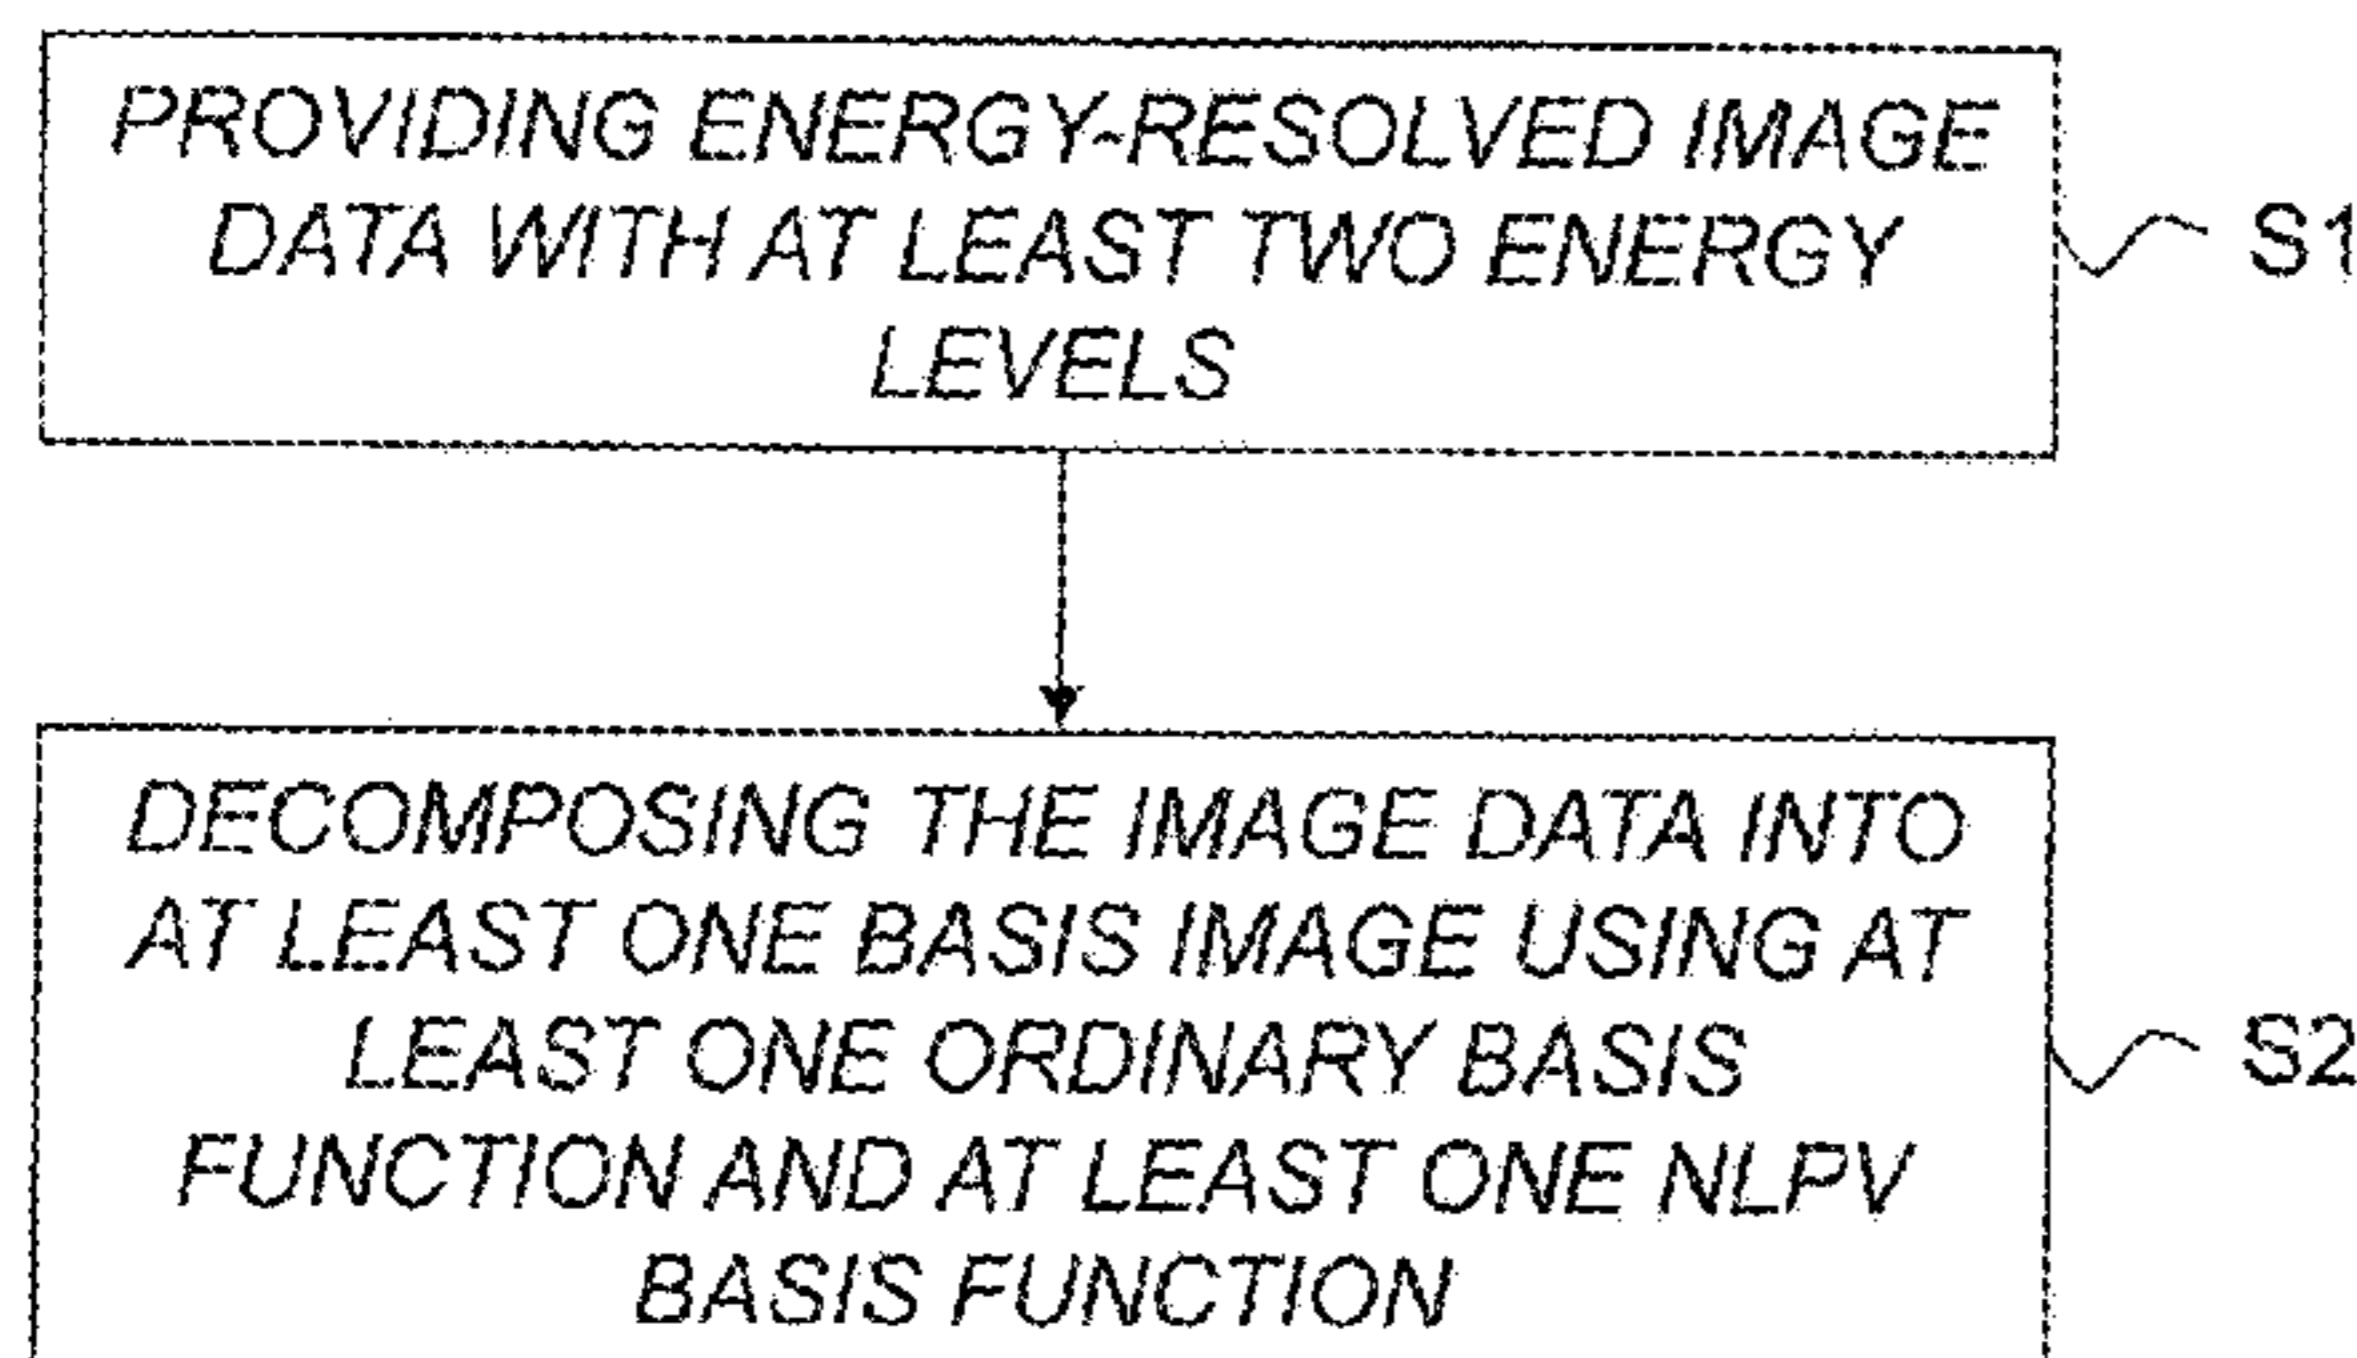 PROVIDING ENERGY-RESOLVED IMAGE
DATA WITH AT LEAST TWO ENERGY
LEVELS
S1
DECOMPOSING THE IMAGE DATA INTO
AT LEAST ONE BASIS IMAGE USING AT
LEAST ONE ORDINARY BASIS
FUNCTION AND AT LEAST ONE NLPV
BASIS FUNCTION
S2